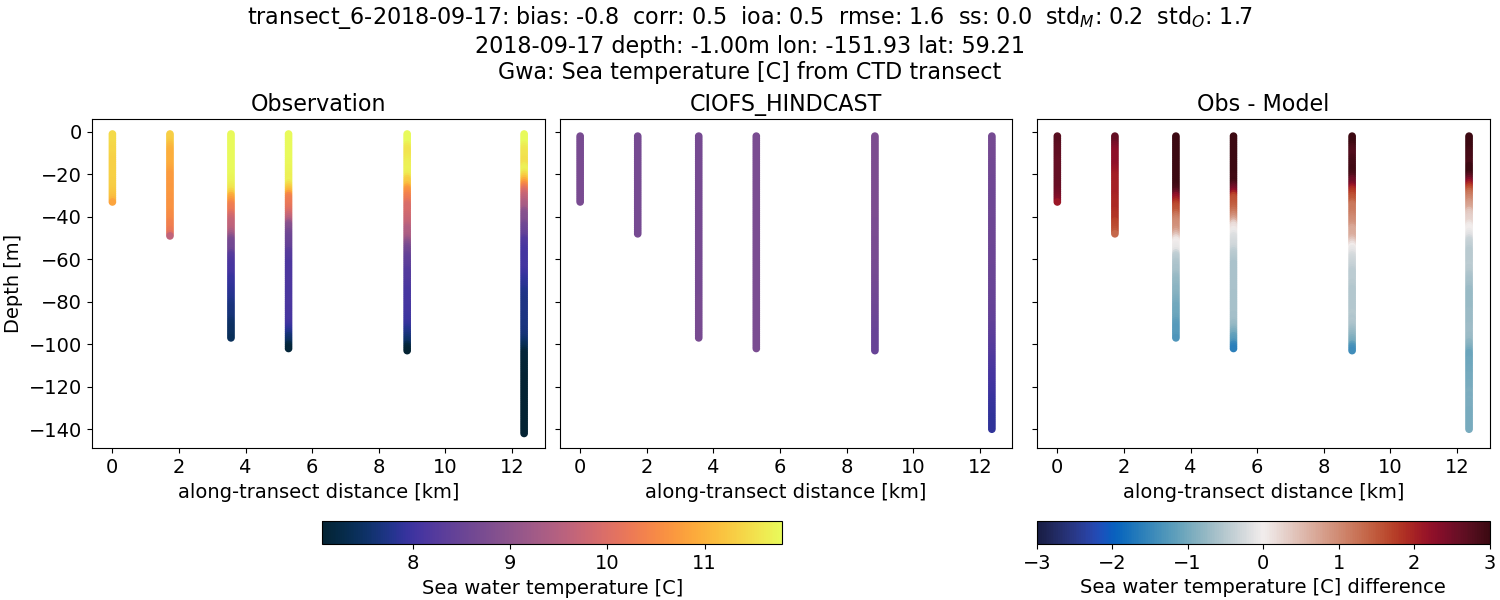 transect_6-2018-09-17: bias: -0.8 corr: 0.5 ioa: 0.5 rmse: 1.6 ss: 0.0 std_M: 0.2 std_O: 1.7
2018-09-17 depth: -1.00m lon: -151.93 lat: 59.21
Gwa: Sea temperature [C] from CTD transect
Observation
CIOFS_HINDCAST
Obs - Model
Depth [m]
0
−20
−40
−60
−80
−100
−120
−140
0 2 4 6 8 10 12
0 2 4 6 8 10 12
0 2 4 6 8 10 12
along-transect distance [km]
along-transect distance [km]
along-transect distance [km]
8 9 10 11
Sea water temperature [C]
−3 −2 −1 0 1 2 3
Sea water temperature [C] difference